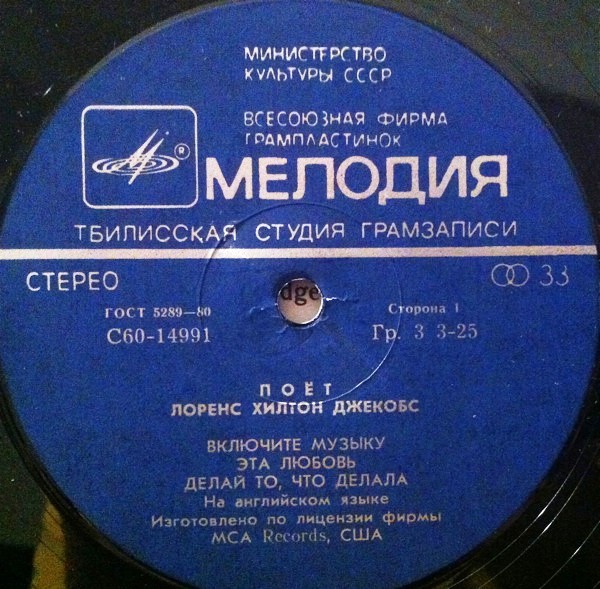 МИНИСТЕРСТВО
КУЛЬТУРЫ СССР
ВСЕСОЮЗНАЯ ФИРМА
ГРАМПЛАСТИНОК
®
МЕЛОДИЯ
ТБИЛИССКАЯ СТУДИЯ ГРАМЗАПИСИ
СТЕРЕО
33
dge
ГОСТ 5289—80
Сторона 1
С60-14991
Гр. 3 3-25
ПОЁТ
ЛОРЕНС ХИЛТОН ДЖЕКОБС
ВКЛЮЧИТЕ МУЗЫКУ
ЭТА ЛЮБОВЬ
ДЕЛАЙ ТО, ЧТО ДЕЛАЛА
На английском языке
Изготовлено по лицензии фирмы
MCA Records, США